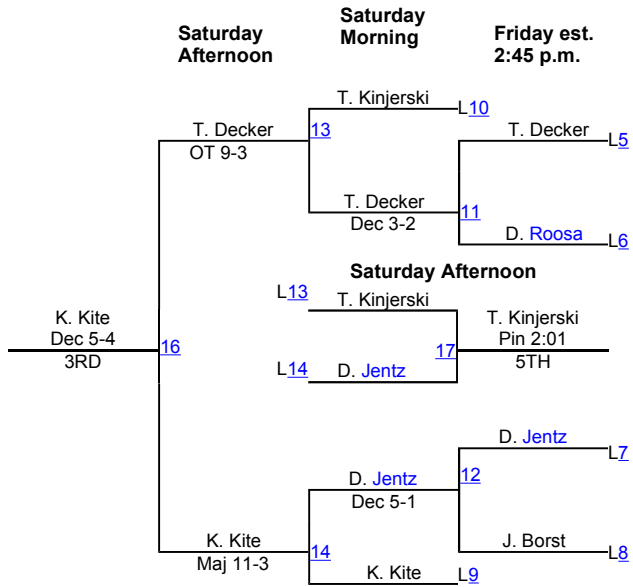 Saturday Afternoon
Saturday Morning
Friday est. 2:45 p.m.
T. Kinjerski
L10
T. Decker
OT 9-3
13
T. Decker
L5
T. Decker
Dec 3-2
11
D. Roosa
L6
Saturday Afternoon
L13
T. Kinjerski
K. Kite
Dec 5-4
3RD
16
17
T. Kinjerski
Pin 2:01
5TH
L14
D. Jentz
D. Jentz
L7
D. Jentz
Dec 5-1
12
K. Kite
Maj 11-3
14
J. Borst
L8
K. Kite
L9